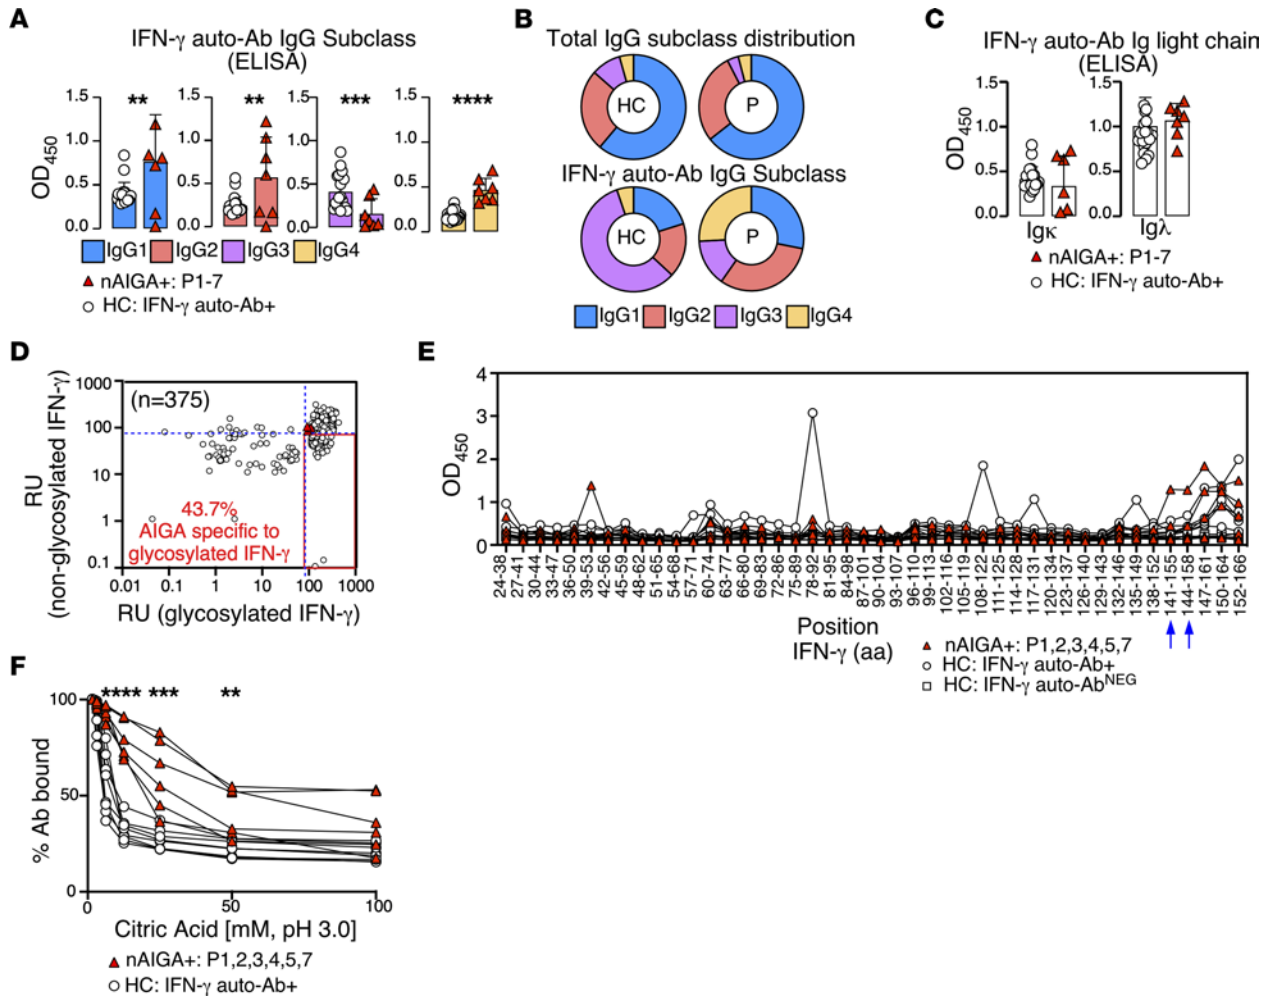 A
IFN-γ auto-Ab IgG Subclass
(ELISA)
OD450
1.5
1.0
0.5
0.0
**
1.5
1.0
0.5
0.0
**
1.5
1.0
0.5
0.0
***
1.5
1.0
0.5
0.0
****
IgG1 IgG2 IgG3 IgG4
nAIGA+: P1-7
HC: IFN-γ auto-Ab+
B
Total IgG subclass distribution
HC
P
IFN-γ auto-Ab IgG Subclass
HC
P
IgG1 IgG2 IgG3 IgG4
C
IFN-γ auto-Ab Ig light chain
(ELISA)
OD450
1.5
1.0
0.5
0.0
Igκ
1.5
1.0
0.5
0.0
Igλ
nAIGA+: P1-7
HC: IFN-γ auto-Ab+
D
RU
(non-glycosylated IFN-γ)
1000
100
10
1
0.1
(n=375)
43.7%
AIGA specific to
glycosylated IFN-γ
0.01 0.1 1 10 100 1000
RU (glycosylated IFN-γ)
E
OD450
4
3
2
1
0
24-38
27-41
30-44
33-47
36-50
39-53
42-56
45-59
48-62
51-65
54-68
57-71
60-74
63-77
66-80
69-83
72-86
75-89
78-92
81-95
84-98
87-101
90-104
93-107
96-110
99-113
102-116
105-119
108-122
111-125
114-128
117-131
120-134
123-137
126-140
129-143
132-146
135-149
138-152
141-155
144-158
147-161
150-164
152-166
Position
IFN-γ (aa)
nAIGA+: P1,2,3,4,5,7
HC: IFN-γ auto-Ab+
HC: IFN-γ auto-AbNEG
F
% Ab bound
100
50
0
**** *** **
0 50 100
Citric Acid [mM, pH 3.0]
nAIGA+: P1,2,3,4,5,7
HC: IFN-γ auto-Ab+